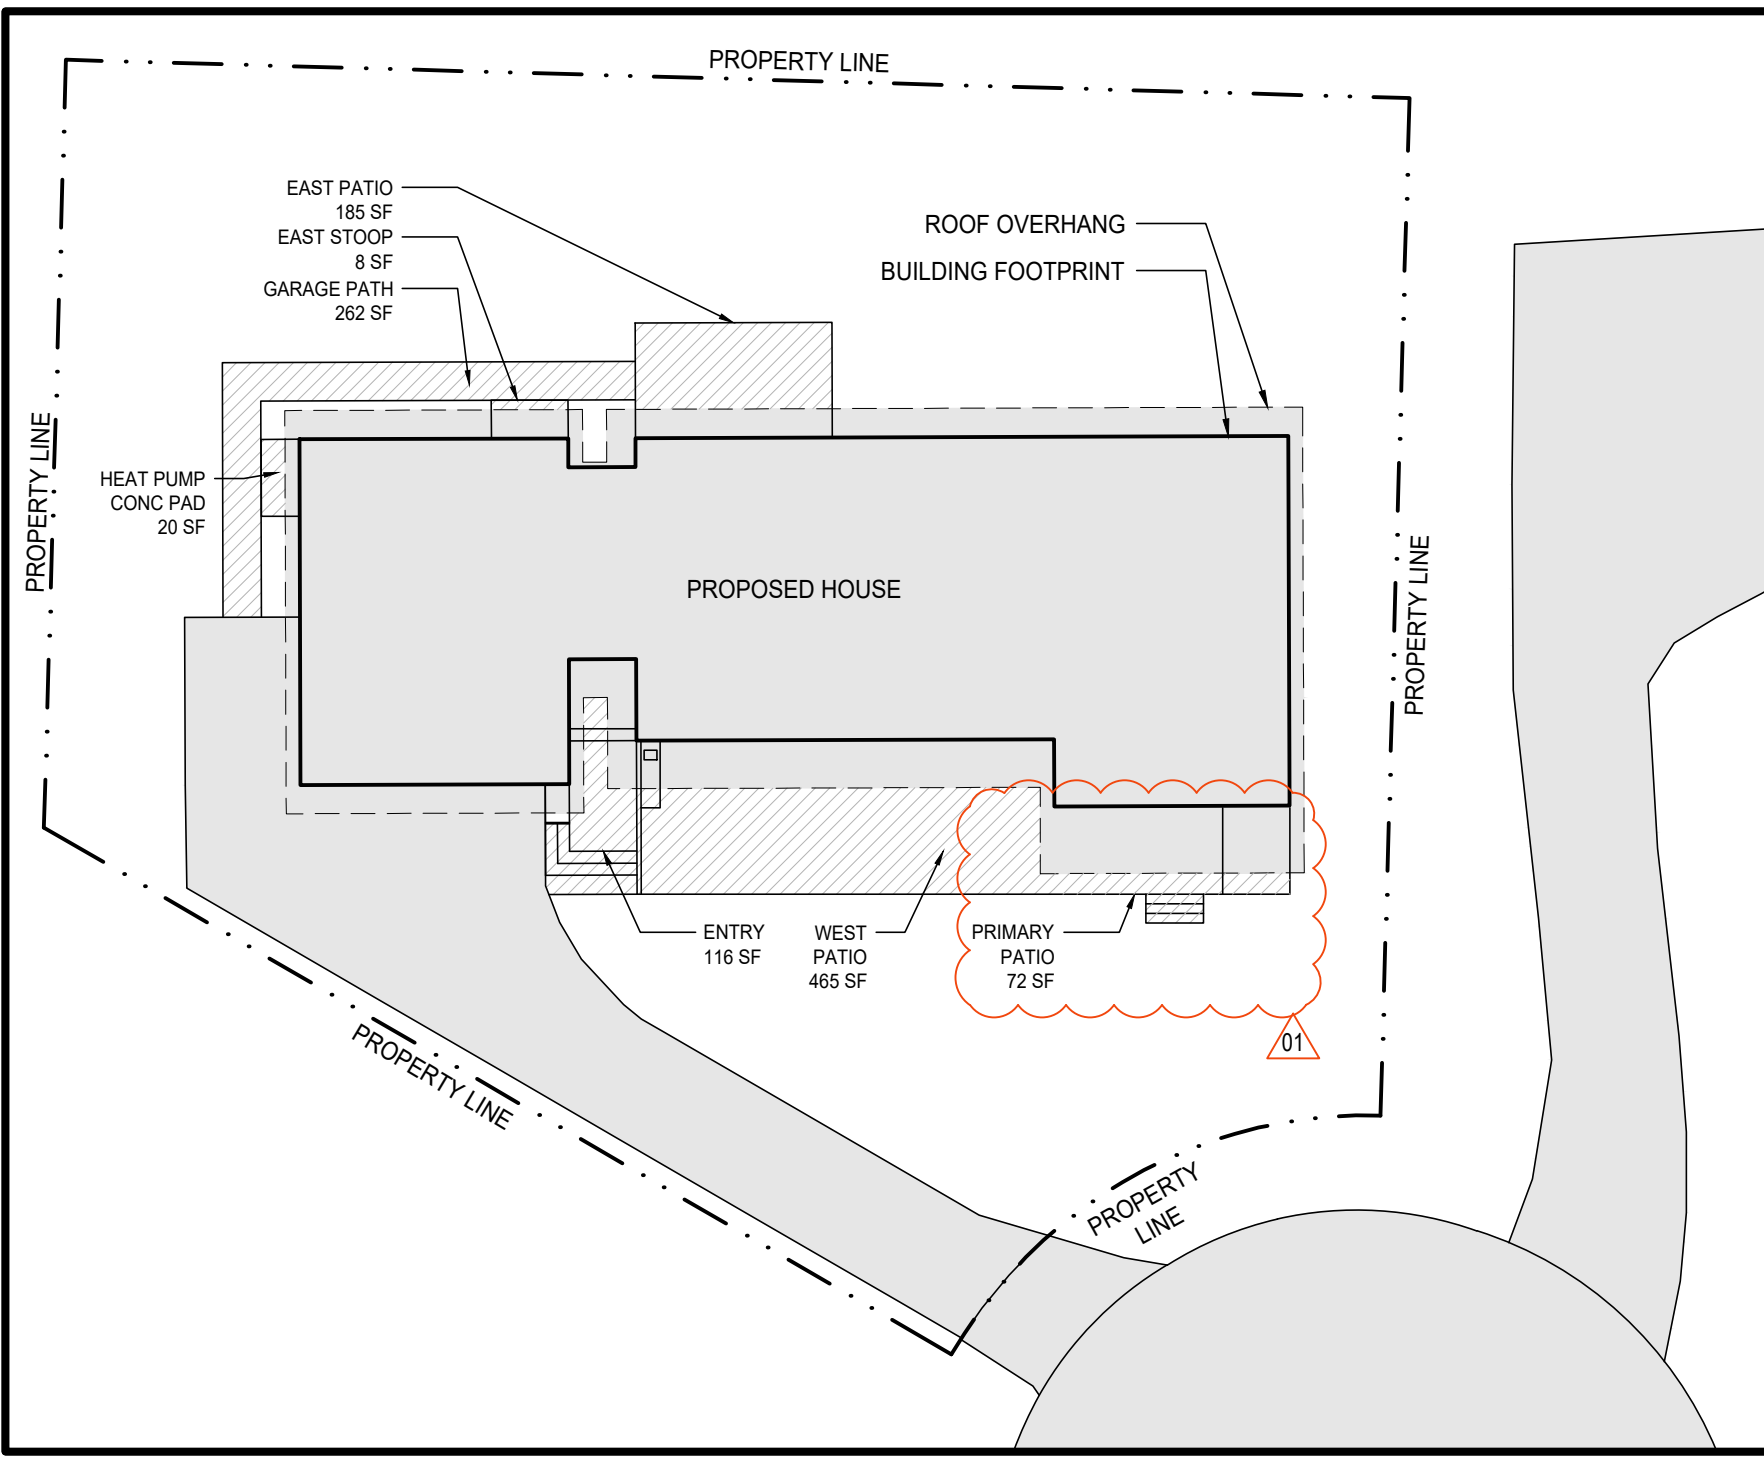 PROPERTY LINE
EAST PATIO
185 SF
EAST STOOP
8 SF
GARAGE PATH
262 SF
ROOF OVERHANG
BUILDING FOOTPRINT
PROPERTY LINE
HEAT PUMP
CONC PAD
20 SF
PROPOSED HOUSE
PROPERTY LINE
ENTRY
116 SF
WEST
PATIO
465 SF
PRIMARY
PATIO
72 SF
01
PROPERTY LINE
PROPERTY
LINE